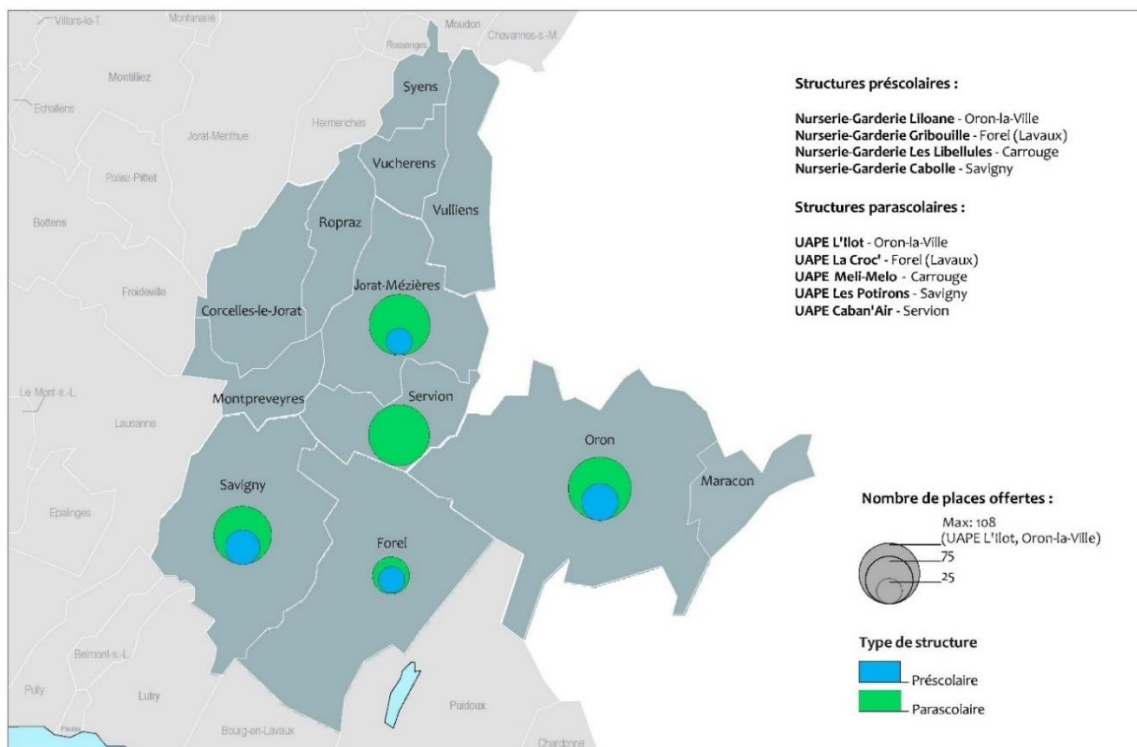 Villars-le-T.
Montanaire
Moudon
Rossenges
Chavannes-s.-M.
Syens
Montilliez
Echallens
Jorat-Menthue
Hermenches
Vucherens
Poliez-Pittet
Vulliens
Ropraz
Bottens
Jorat-Mézières
Froideville
Corcelles-le-Jorat
Le Mont-s.-L.
Montpreveyres
Servion
Lausanne
Oron
Maracon
Savigny
Epalinges
Forel
Belmont-s.-L.
Pully
Lutry
Paudex
Puidoux
Bourg-en-Lavaux
Chardonne
Structures préscolaires :
Nurserie-Garderie Liloane - Oron-la-Ville
Nurserie-Garderie Gribouille - Forel (Lavaux)
Nurserie-Garderie Les Libellules - Carrouge
Nurserie-Garderie Cabolle - Savigny
Structures parascolaires :
UAPE L'Ilot - Oron-la-Ville
UAPE La Croc' - Forel (Lavaux)
UAPE Meli-Melo - Carrouge
UAPE Les Potirons - Savigny
UAPE Caban'Air - Servion
Nombre de places offertes :
Max: 108
(UAPE L'Ilot, Oron-la-Ville)
75
25
Type de structure
Préscolaire
Parascolaire